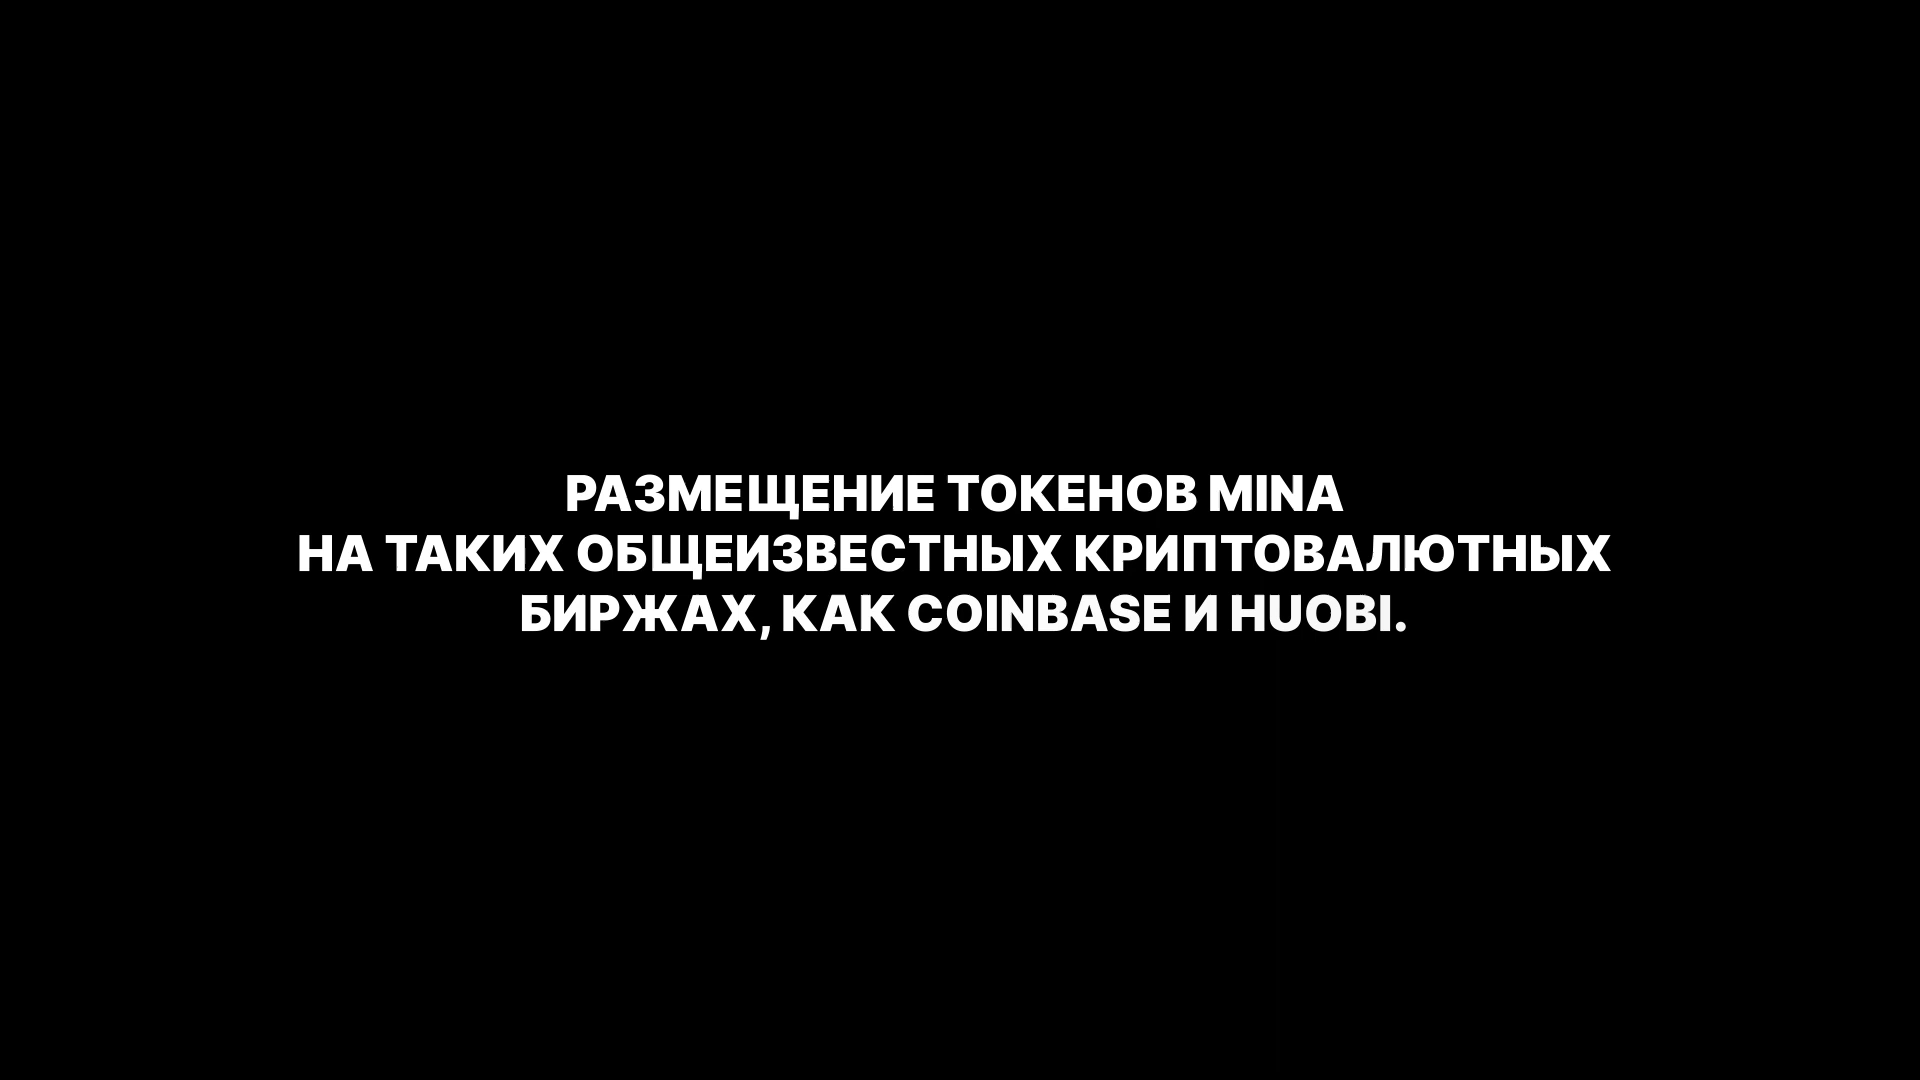 РАЗМЕЩЕНИЕ ТОКЕНОВ MINA
НА ТАКИХ ОБЩЕИЗВЕСТНЫХ КРИПТОВАЛЮТНЫХ
БИРЖАХ, КАК COINBASE И HUOBI.